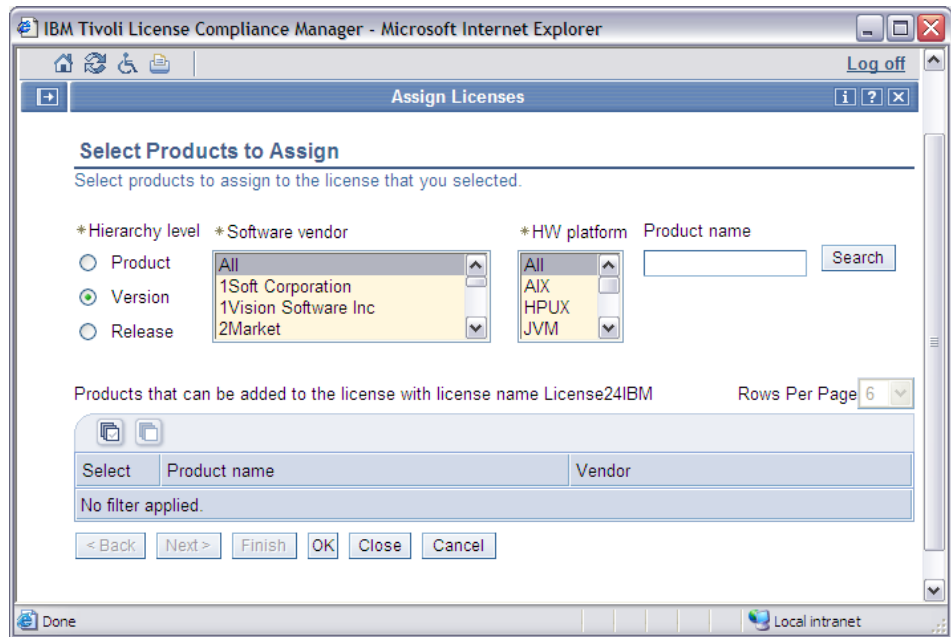 IBM Tivoli License Compliance Manager - Microsoft Internet Explorer
Log off
Assign Licenses
Select Products to Assign
Select products to assign to the license that you selected.
*Hierarchy level *Software vendor *HW platform Product name
Product All All Search
1Soft Corporation AIX
Version 1Vision Software Inc HPUX
Release 2Market JVM
Products that can be added to the license with license name License24IBM Rows Per Page 6
Select Product name Vendor
No filter applied.
< Back Next > Finish OK Close Cancel
Done Local intranet